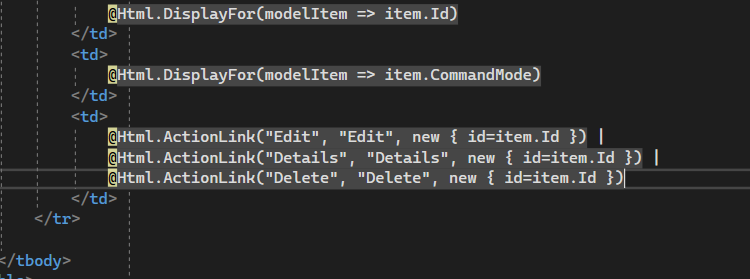 @Html.DisplayFor(modelItem => item.Id)
</td>
<td>
@Html.DisplayFor(modelItem => item.CommandMode)
</td>
<td>
@Html.ActionLink("Edit", "Edit", new { id=item.Id }) |
@Html.ActionLink("Details", "Details", new { id=item.Id }) |
@Html.ActionLink("Delete", "Delete", new { id=item.Id })
</td>
</tr>
</tbody>